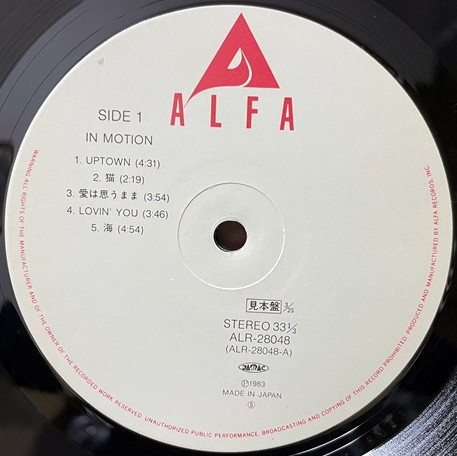 ALFA
SIDE 1
IN MOTION
1. UPTOWN (4:31)
2. 猫 (2:19)
3. 愛は思うまま (3:54)
4. LOVIN' YOU (3:46)
5. 海 (4:54)
見本盤 3/25
STEREO 33⅓
ALR-28048
(ALR-28048-A)
Ⓟ1983
MADE IN JAPAN
Ⓢ
WARNING: ALL RIGHTS OF THE MANUFACTURER AND OF THE OWNER OF THE RECORDED WORK RESERVED. UNAUTHORIZED PUBLIC PERFORMANCE, BROADCASTING AND COPYING OF THIS RECORD PROHIBITED. PRODUCED AND MANUFACTURED BY ALFA RECORDS, INC.